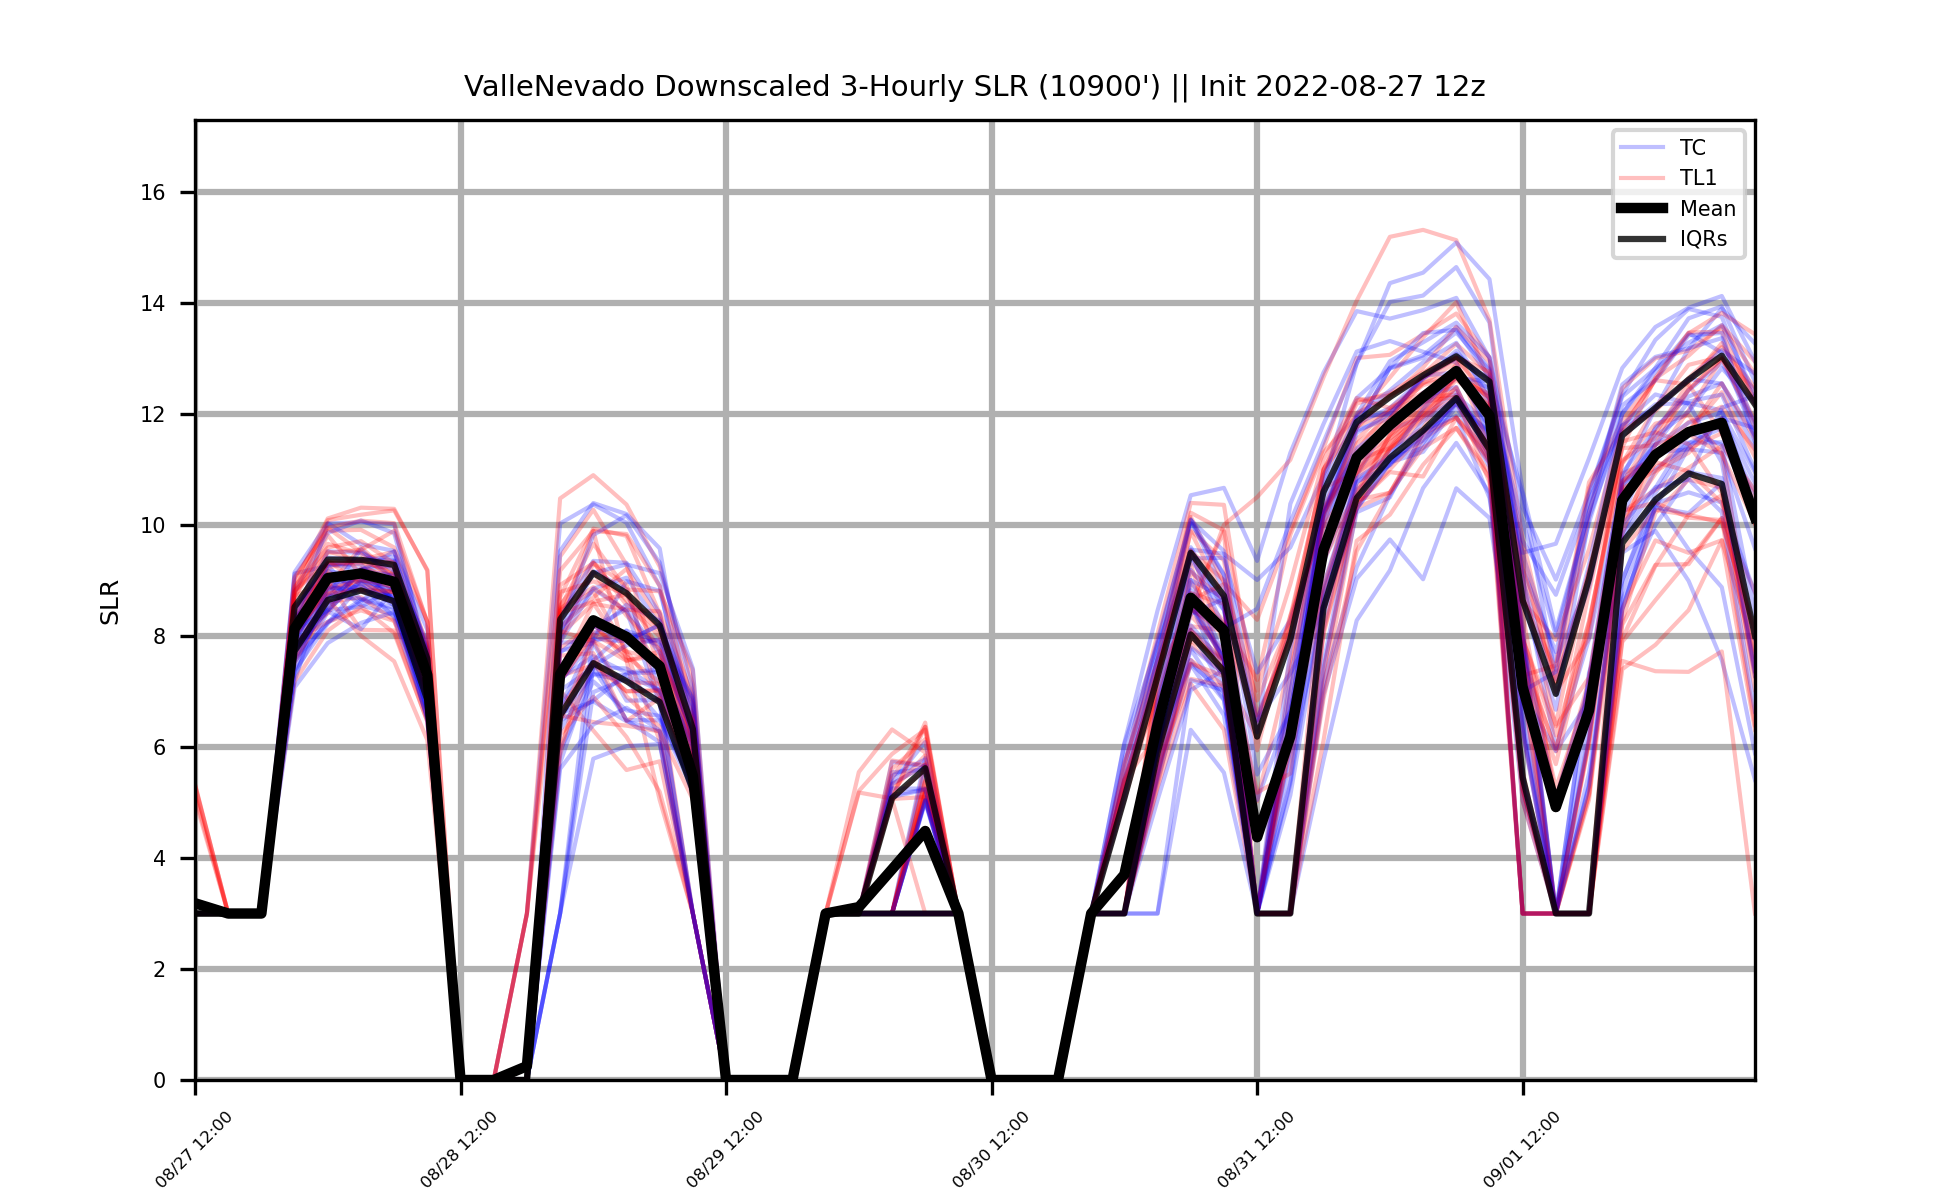 ValleNevado Downscaled 3-Hourly SLR (10900') || Init 2022-08-27 12z
TC
TL1
Mean
IQRs
SLR
16
14
12
10
8
6
4
2
0
08/27 12:00
08/28 12:00
08/29 12:00
08/30 12:00
08/31 12:00
09/01 12:00